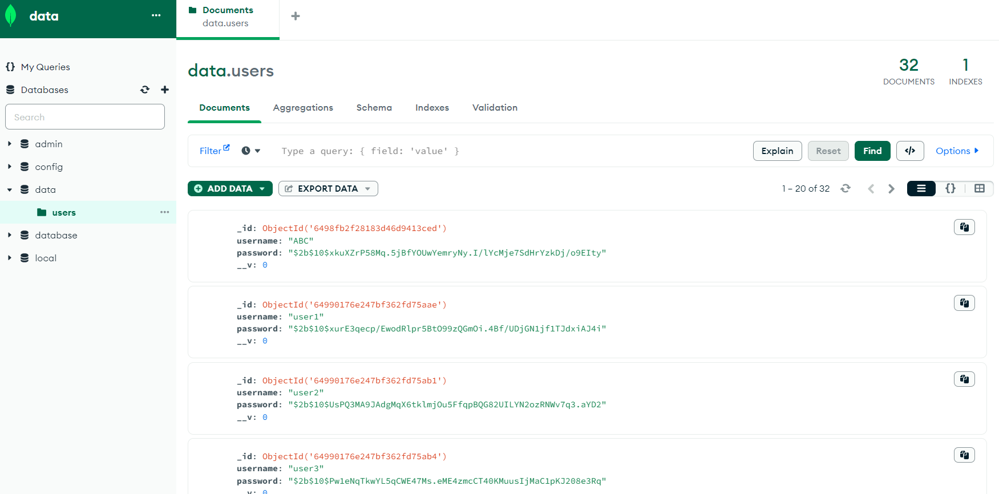 data
Documents
data.users
My Queries
Databases
Search
admin
config
data
users
database
local
data.users
32
DOCUMENTS
1
INDEXES
Documents
Aggregations
Schema
Indexes
Validation
Filter
Type a query: { field: 'value' }
Explain
Reset
Find
</>
Options
ADD DATA
EXPORT DATA
1 – 20 of 32
{}
_id: ObjectId('6498fb2f28183d46d9413ced')
username: "ABC"
password: "$2b$10$xkuXZrP58Mq.5jBfYOUwYemryNy.I/lYcMje7SdHrYzkDj/o9EIty"
__v: 0
_id: ObjectId('64990176e247bf362fd75aae')
username: "user1"
password: "$2b$10$xurE3qecp/EwodRlpr5BtO99zQGmOi.4Bf/UDjGN1jf1TJdxiAJ4i"
__v: 0
_id: ObjectId('64990176e247bf362fd75ab1')
username: "user2"
password: "$2b$10$UsPQ3MA9JAdgMqX6tklmjOu5FfqpBQG82UILYN2ozRNWv7q3.aYD2"
__v: 0
_id: ObjectId('64990176e247bf362fd75ab4')
username: "user3"
password: "$2b$10$Pw1eNqTkwYL5qCWE47Ms.eME4zmcCT40KMuusIjMaC1pKJ208e3Rq"
__v: 0